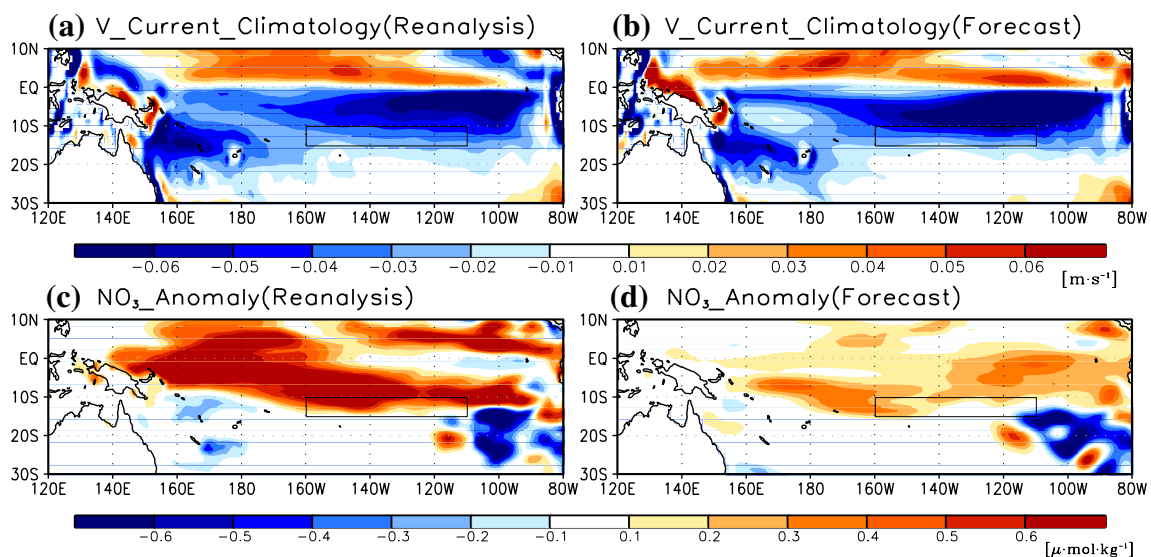 (a) V_Current_Climatology(Reanalysis) (b) V_Current_Climatology(Forecast)
10N 10N
EQ EQ
10S 10S
20S 20S
30S 30S
120E 140E 160E 180 160W 140W 120W 100W 80W 120E 140E 160E 180 160W 140W 120W 100W 80W
−0.06 −0.05 −0.04 −0.03 −0.02 −0.01 0.01 0.02 0.03 0.04 0.05 0.06
[m·s⁻¹]
(c) NO₃_Anomaly(Reanalysis) (d) NO₃_Anomaly(Forecast)
10N 10N
EQ EQ
10S 10S
20S 20S
30S 30S
120E 140E 160E 180 160W 140W 120W 100W 80W 120E 140E 160E 180 160W 140W 120W 100W 80W
−0.6 −0.5 −0.4 −0.3 −0.2 −0.1 0.1 0.2 0.3 0.4 0.5 0.6
[μ·mol·kg⁻¹]